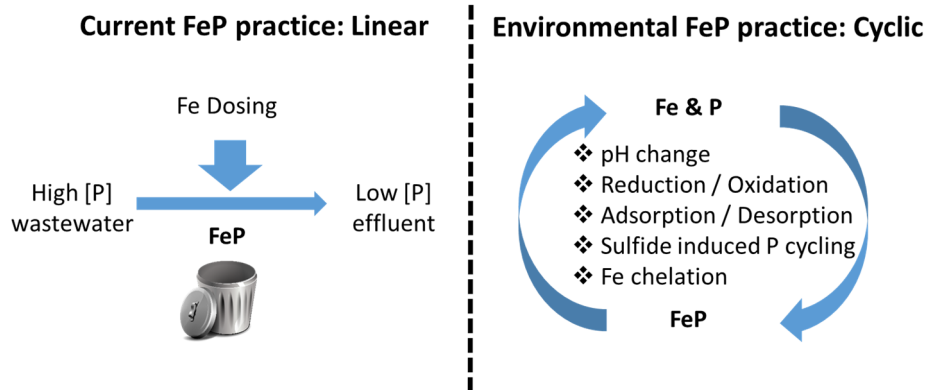 Current FeP practice: Linear
Fe Dosing
High [P]
wastewater
Low [P]
effluent
FeP
Environmental FeP practice: Cyclic
Fe & P
❖ pH change
❖ Reduction / Oxidation
❖ Adsorption / Desorption
❖ Sulfide induced P cycling
❖ Fe chelation
FeP